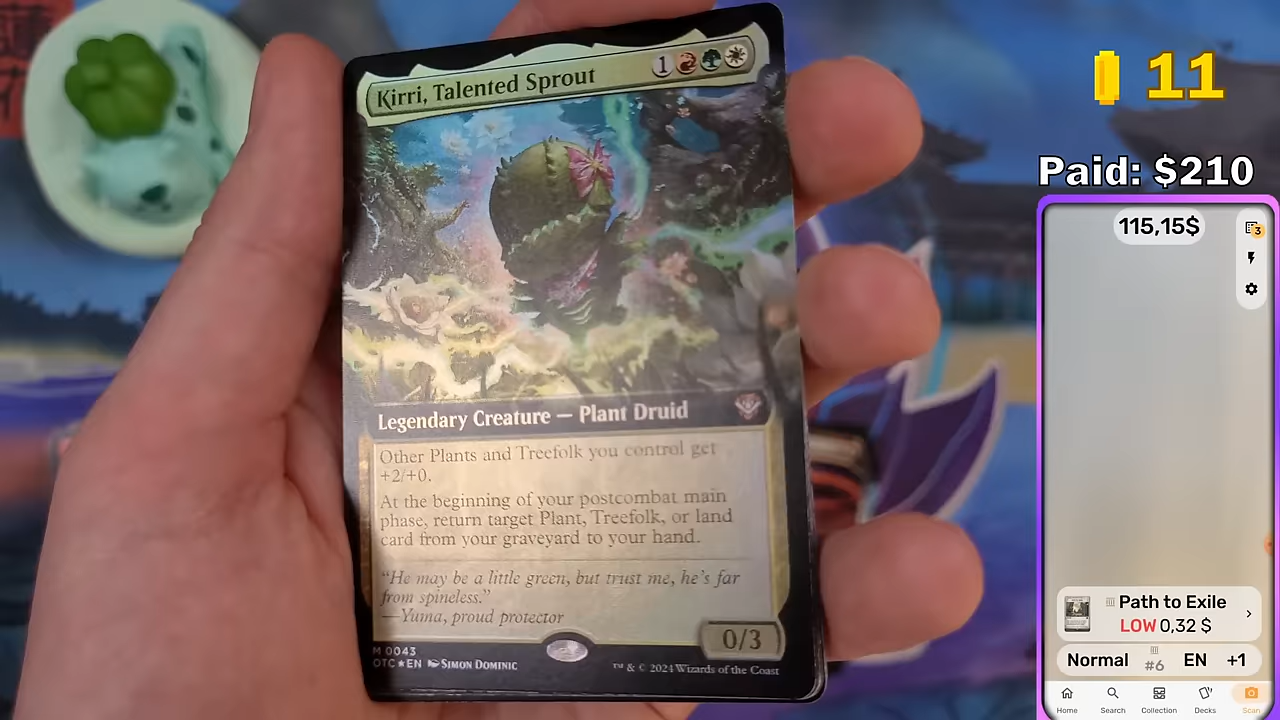 Kirri, Talented Sprout
1
Legendary Creature — Plant Druid
Other Plants and Treefolk you control get
+2/+0.
At the beginning of your postcombat main
phase, return target Plant, Treefolk, or land
card from your graveyard to your hand.
“He may be a little green, but trust me, he’s far
from spineless.”
—Yuma, proud protector
0/3
M 0043
OTC★EN SIMON DOMINIC
™ & © 2024 Wizards of the Coast
11
Paid: $210
115,15$
3
Path to Exile
LOW 0,32 $
Normal #6 EN +1
Home Search Collection Decks Scan